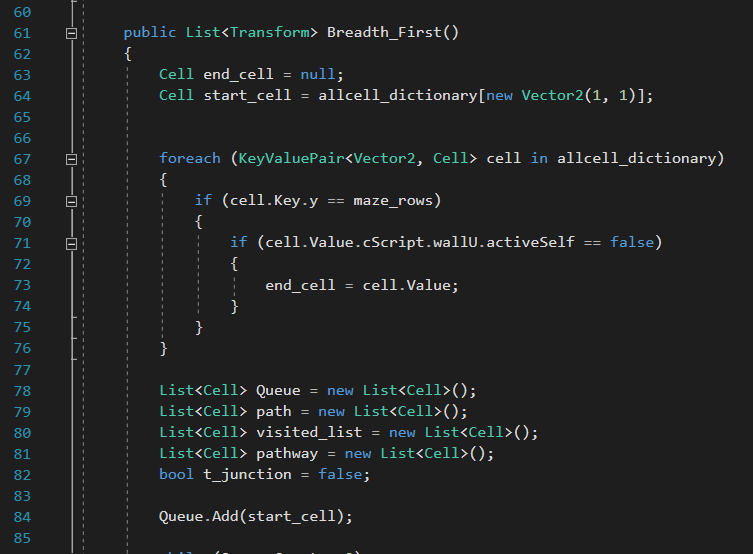 60
61 public List<Transform> Breadth_First()
62 {
63 Cell end_cell = null;
64 Cell start_cell = allcell_dictionary[new Vector2(1, 1)];
65
66
67 foreach (KeyValuePair<Vector2, Cell> cell in allcell_dictionary)
68 {
69 if (cell.Key.y == maze_rows)
70 {
71 if (cell.Value.cScript.wallU.activeSelf == false)
72 {
73 end_cell = cell.Value;
74 }
75 }
76 }
77
78 List<Cell> Queue = new List<Cell>();
79 List<Cell> path = new List<Cell>();
80 List<Cell> visited_list = new List<Cell>();
81 List<Cell> pathway = new List<Cell>();
82 bool t_junction = false;
83
84 Queue.Add(start_cell);
85